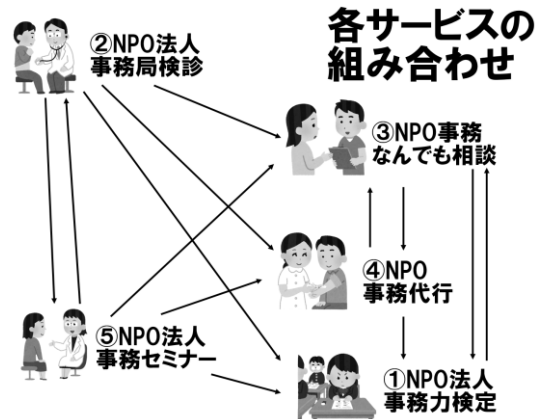 各サービスの
組み合わせ
②NPO法人
事務局検診
③NPO事務
なんでも相談
④NPO
事務代行
⑤NPO法人
事務セミナー
①NPO法人
事務力検定